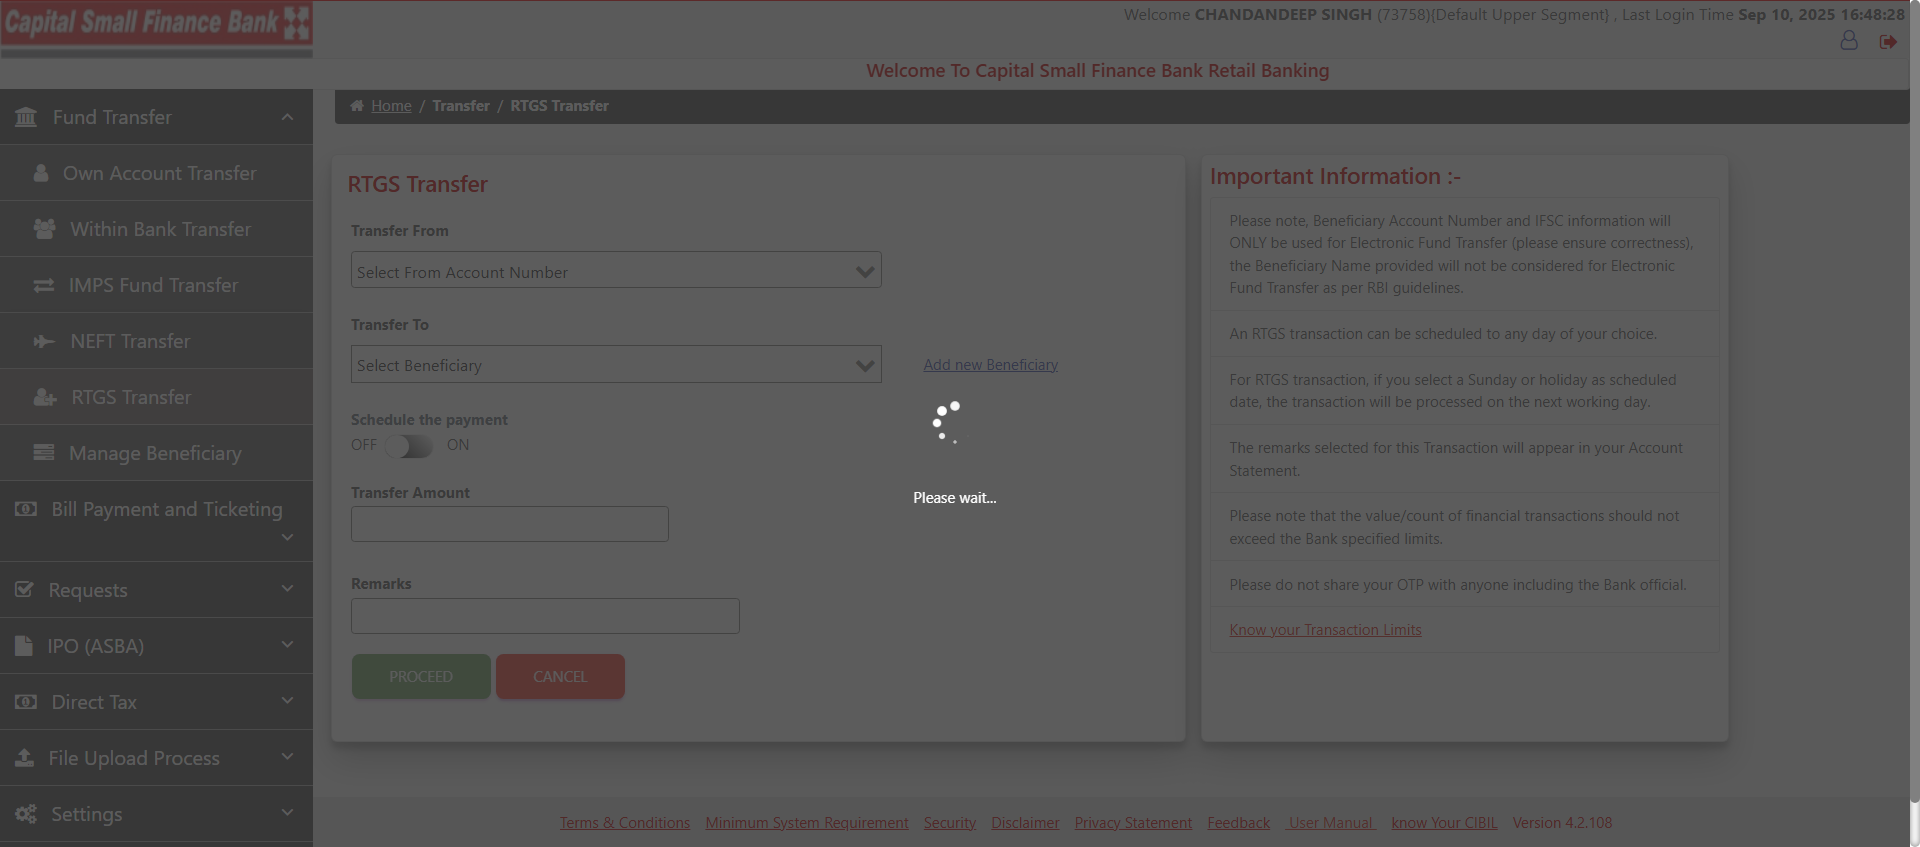 Capital Small Finance Bank
Welcome CHANDANDEEP SINGH (73758){Default Upper Segment} , Last Login Time Sep 10, 2025 16:48:28
Welcome To Capital Small Finance Bank Retail Banking
Home / Transfer / RTGS Transfer
Fund Transfer
Own Account Transfer
Within Bank Transfer
IMPS Fund Transfer
NEFT Transfer
RTGS Transfer
Manage Beneficiary
Bill Payment and Ticketing
Requests
IPO (ASBA)
Direct Tax
File Upload Process
Settings
RTGS Transfer
Transfer From
Select From Account Number
Transfer To
Select Beneficiary
Add new Beneficiary
Schedule the payment
OFF ON
Transfer Amount
Remarks
PROCEED CANCEL
Please wait...
Important Information :-
Please note, Beneficiary Account Number and IFSC information will
ONLY be used for Electronic Fund Transfer (please ensure correctness),
the Beneficiary Name provided will not be considered for Electronic
Fund Transfer as per RBI guidelines.
An RTGS transaction can be scheduled to any day of your choice.
For RTGS transaction, if you select a Sunday or holiday as scheduled
date, the transaction will be processed on the next working day.
The remarks selected for this Transaction will appear in your Account
Statement.
Please note that the value/count of financial transactions should not
exceed the Bank specified limits.
Please do not share your OTP with anyone including the Bank official.
Know your Transaction Limits
Terms & Conditions Minimum System Requirement Security Disclaimer Privacy Statement Feedback User Manual know Your CIBIL Version 4.2.108